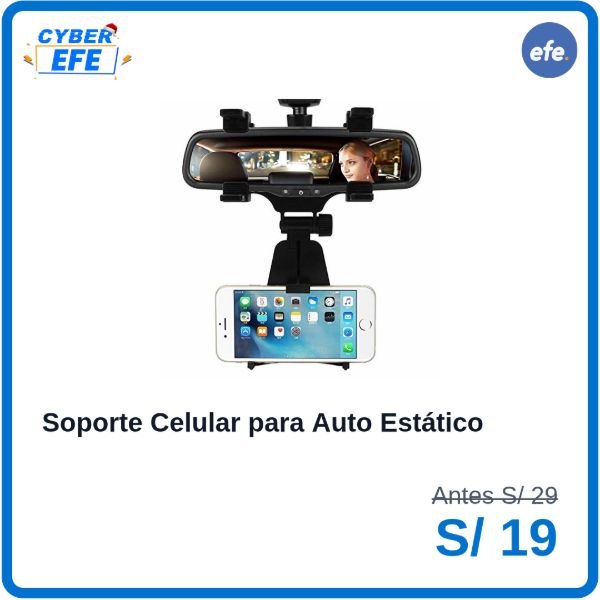 CYBER
EFE
efe.
Soporte Celular para Auto Estático
Antes S/ 29
S/ 19